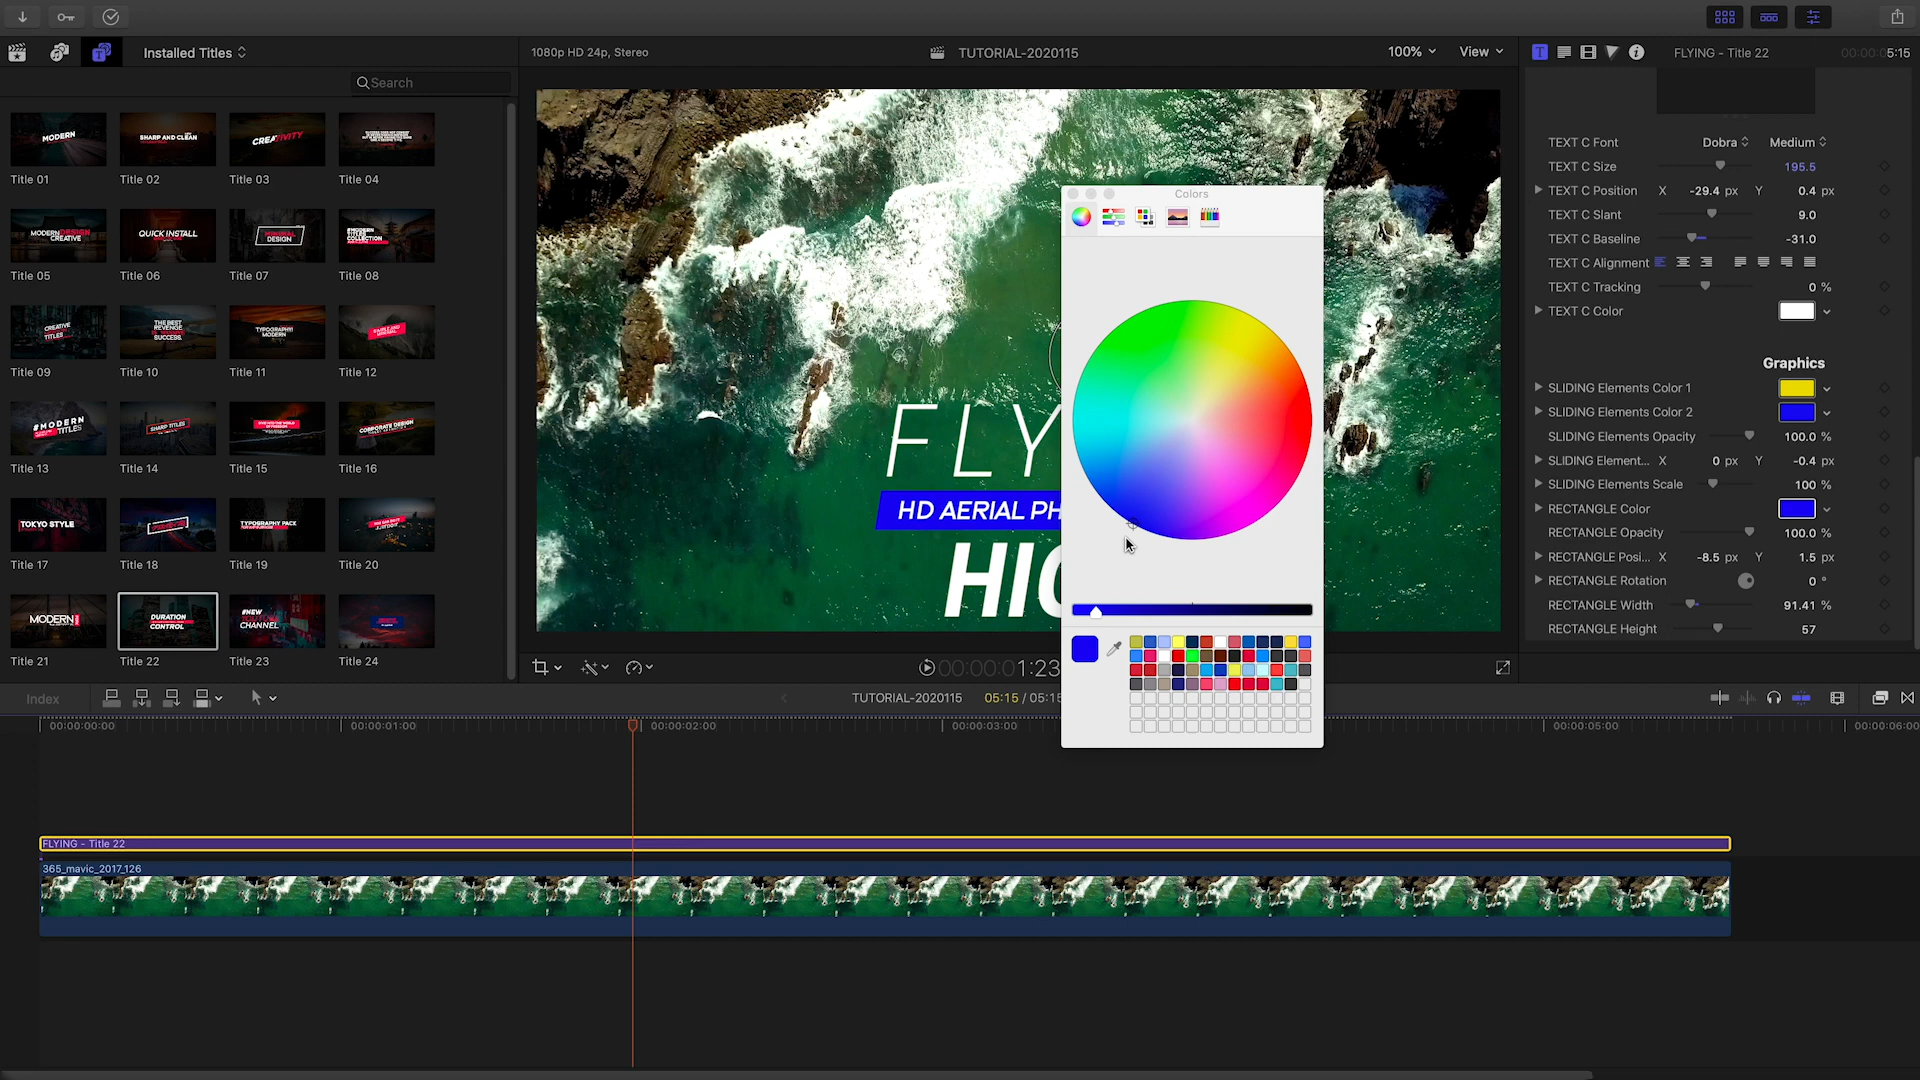 Installed Titles
1080p HD 24p, Stereo
TUTORIAL-2020115
100%
View
FLYING - Title 22
00:00:05:15
Search
MODERN
SHARP AND CLEAN
CREATIVITY
Title 01
Title 02
Title 03
Title 04
MODERN DESIGN
CREATIVE
QUICK INSTALL
MINIMAL
DESIGN
#MODERN
TITLES
COLLECTION
Title 05
Title 06
Title 07
Title 08
CREATIVE
TITLES
THE BEST
REVENGE
SUCCESS.
TYPOGRAPHY
MODERN
Title 09
Title 10
Title 11
Title 12
#MODERN
TITLES
SHARP TITLES
CORPORATE DESIGN
Title 13
Title 14
Title 15
Title 16
TOKYO STYLE
TYPOGRAPHY PACK
Title 17
Title 18
Title 19
Title 20
MODERN
DURATION
CONTROL
#NEW
YOUTUBE
CHANNEL
Title 21
Title 22
Title 23
Title 24
FLY
HD AERIAL PH
HIG
Colors
TEXT C Font
Dobra
Medium
TEXT C Size
195.5
TEXT C Position X -29.4 px Y 0.4 px
TEXT C Slant
9.0
TEXT C Baseline
-31.0
TEXT C Alignment
TEXT C Tracking
0 %
TEXT C Color
Graphics
SLIDING Elements Color 1
SLIDING Elements Color 2
SLIDING Elements Opacity
100.0 %
SLIDING Element... X 0 px Y -0.4 px
SLIDING Elements Scale
100 %
RECTANGLE Color
RECTANGLE Opacity
100.0 %
RECTANGLE Posi... X -8.5 px Y 1.5 px
RECTANGLE Rotation
0 °
RECTANGLE Width
91.41 %
RECTANGLE Height
57
00:00:01:23
Index
TUTORIAL-2020115
05:15 / 05:15
00:00:00:00
00:00:01:00
00:00:02:00
00:00:03:00
00:00:05:00
00:00:06:00
FLYING - Title 22
365_mavic_2017_126